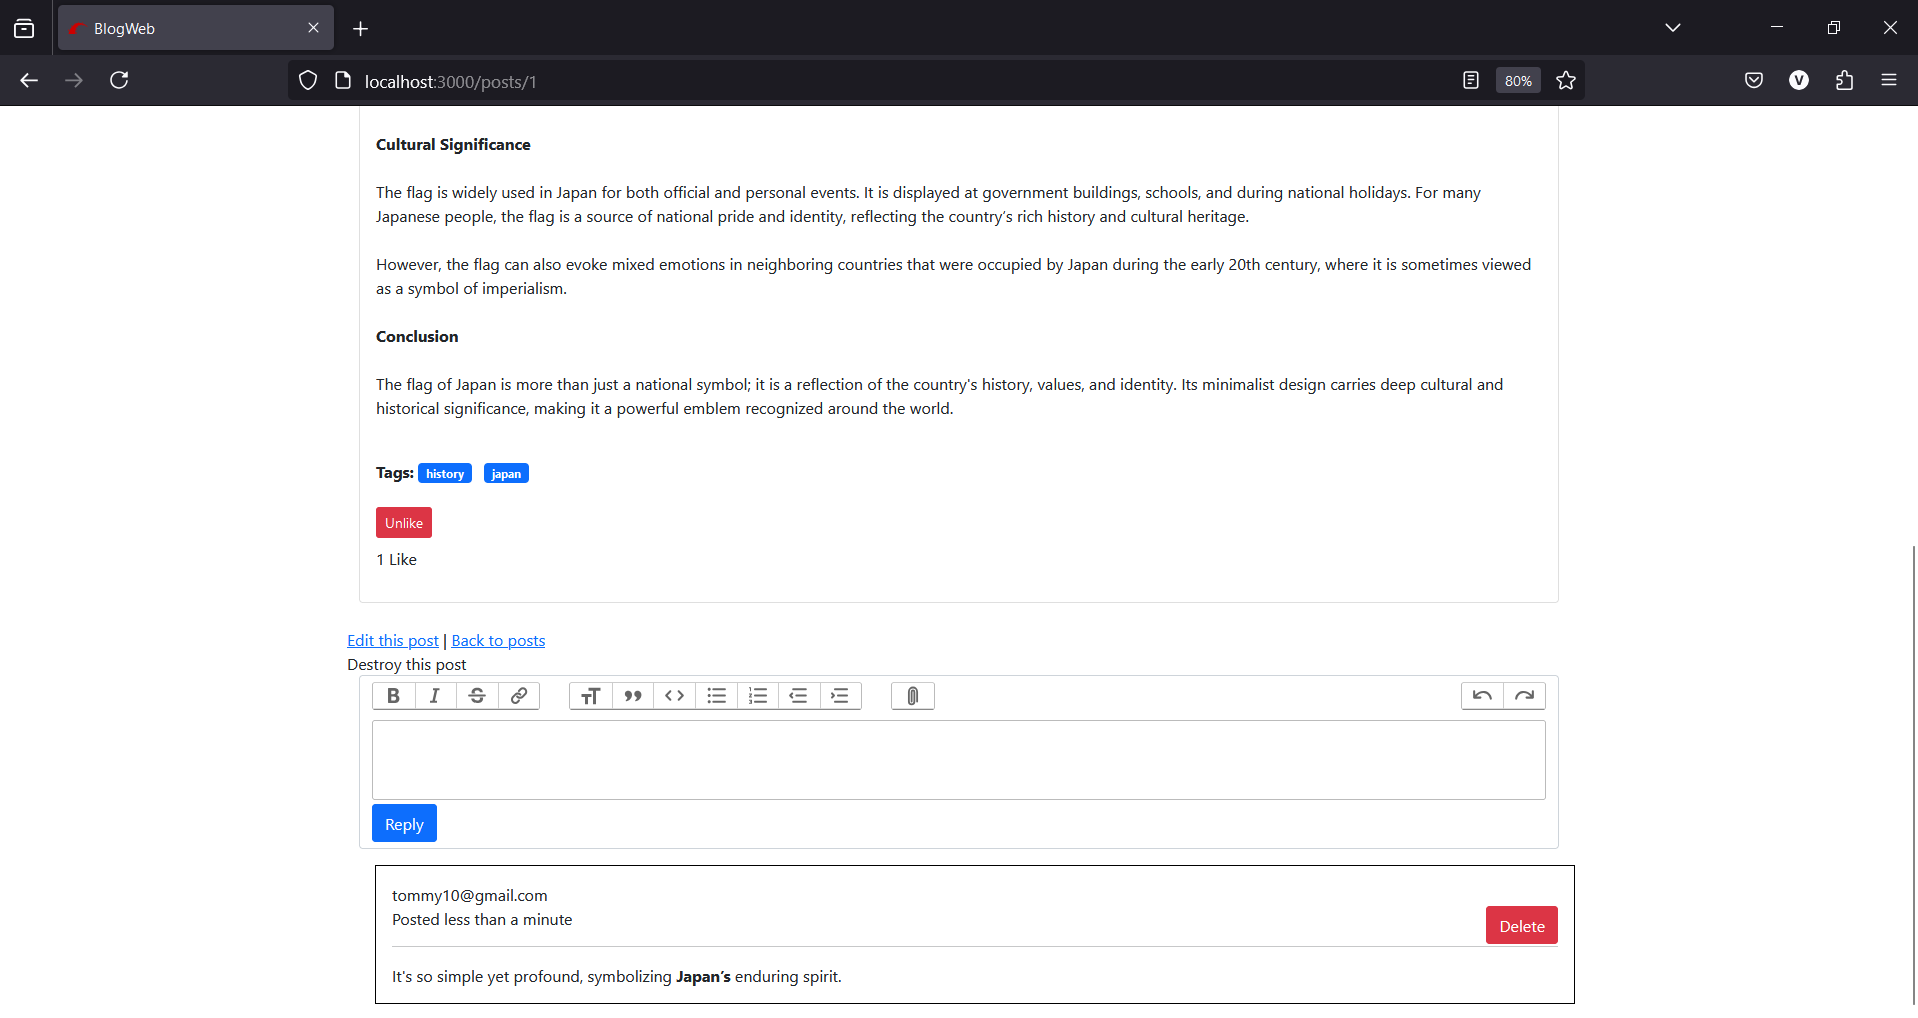 BlogWeb
localhost:3000/posts/1
80%
V
Cultural Significance
The flag is widely used in Japan for both official and personal events. It is displayed at government buildings, schools, and during national holidays. For many
Japanese people, the flag is a source of national pride and identity, reflecting the country’s rich history and cultural heritage.
However, the flag can also evoke mixed emotions in neighboring countries that were occupied by Japan during the early 20th century, where it is sometimes viewed
as a symbol of imperialism.
Conclusion
The flag of Japan is more than just a national symbol; it is a reflection of the country's history, values, and identity. Its minimalist design carries deep cultural and
historical significance, making it a powerful emblem recognized around the world.
Tags: history japan
Unlike
1 Like
Edit this post | Back to posts
Destroy this post
Reply
tommy10@gmail.com
Posted less than a minute
Delete
It's so simple yet profound, symbolizing Japan’s enduring spirit.